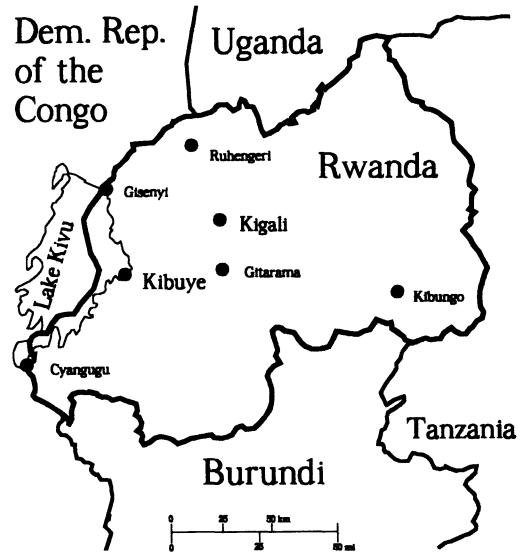 Dem. Rep.
of the
Congo
Uganda
Ruhengeri
Rwanda
Gisenyi
Kigali
Lake Kivu
Kibuye
Gitarama
Kibungo
Cyangugu
Tanzania
Burundi
0 25 50 km
0 25 50 mi